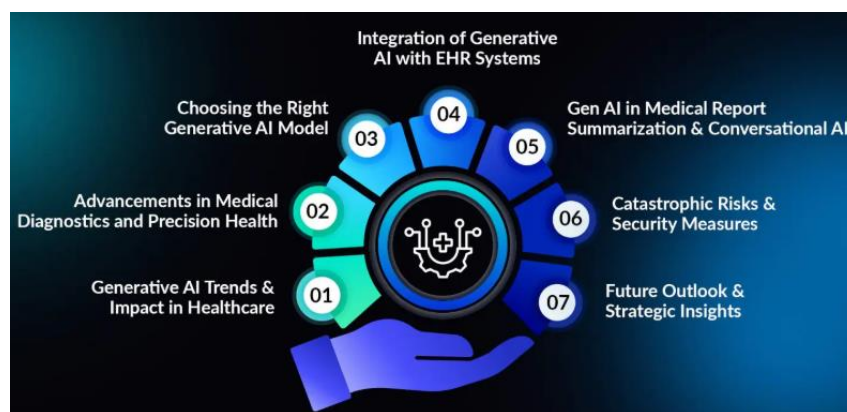 01
Generative AI Trends &
Impact in Healthcare
02
Advancements in Medical
Diagnostics and Precision Health
03
Choosing the Right
Generative AI Model
04
Integration of Generative
AI with EHR Systems
05
Gen AI in Medical Report
Summarization & Conversational AI
06
Catastrophic Risks &
Security Measures
07
Future Outlook &
Strategic Insights